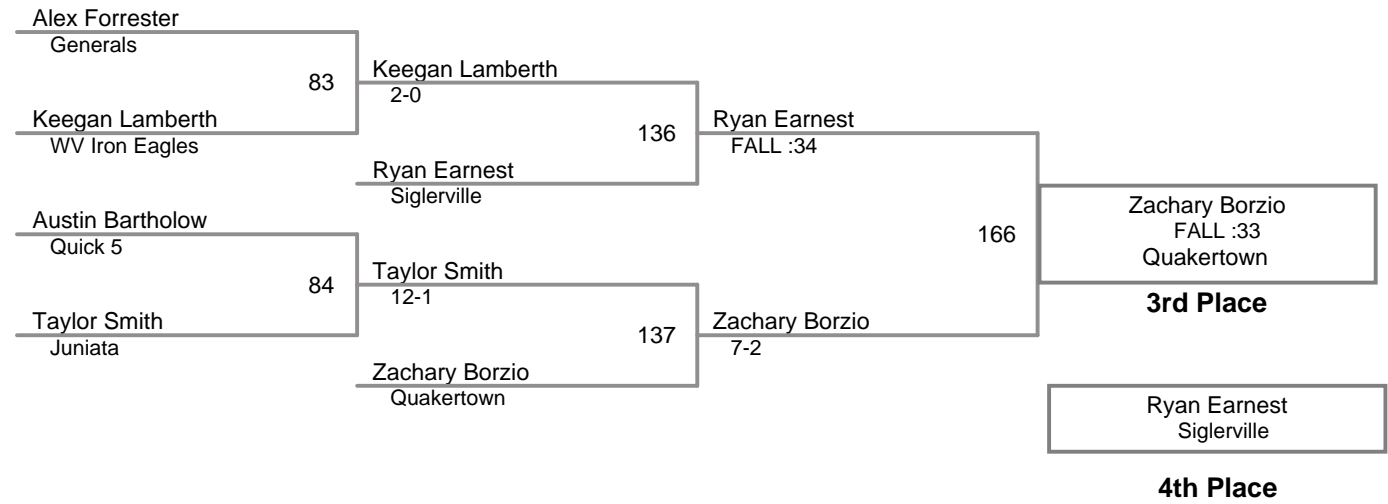 Alex Forrester
Generals
83
Keegan Lamberth
2-0
Keegan Lamberth
WV Iron Eagles
136
Ryan Earnest
FALL :34
Ryan Earnest
Siglerville
Austin Bartholow
Quick 5
84
Taylor Smith
12-1
Taylor Smith
Juniata
137
Zachary Borzio
7-2
Zachary Borzio
Quakertown
166
Zachary Borzio
FALL :33
Quakertown
3rd Place
Ryan Earnest
Siglerville
4th Place